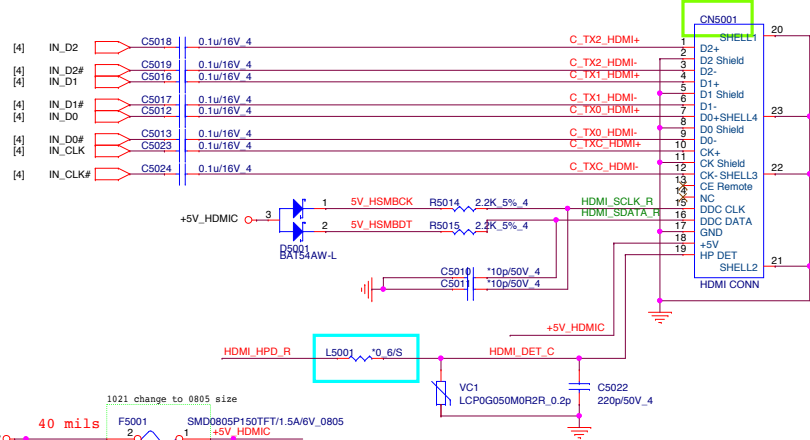 CN5001
[4] IN_D2 C5018 0.1u/16V_4 C_TX2_HDMI+ 1 D2+ SHELL1 20
2 D2 Shield
[4] IN_D2# C5019 0.1u/16V_4 C_TX2_HDMI- 3 D2-
[4] IN_D1 C5016 0.1u/16V_4 C_TX1_HDMI+ 4 D1+
5 D1 Shield
[4] IN_D1# C5017 0.1u/16V_4 C_TX1_HDMI- 6 D1-
[4] IN_D0 C5012 0.1u/16V_4 C_TX0_HDMI+ 7 D0+ SHELL4 23
8 D0 Shield
[4] IN_D0# C5013 0.1u/16V_4 C_TX0_HDMI- 9 D0-
[4] IN_CLK C5023 0.1u/16V_4 C_TXC_HDMI+ 10 CK+
11 CK Shield
[4] IN_CLK# C5024 0.1u/16V_4 C_TXC_HDMI- 12 CK- SHELL3 22
13 CE Remote
14 NC
1 5V_HSMBCK R5014 2.2K_5%_4 HDMI_SCLK_R 15 DDC CLK
+5V_HDMIC 3
2 5V_HSMBDT R5015 2.2K_5%_4 HDMI_SDATA_R 16 DDC DATA
17 GND
18 +5V
19 HP DET
SHELL2 21
D5001
BAT54AW-L
C5010 *10p/50V_4
C5011 *10p/50V_4
HDMI CONN
+5V_HDMIC
HDMI_HPD_R L5001 *0_6/S HDMI_DET_C
VC1 C5022
LCP0G050M0R2R_0.2p 220p/50V_4
1021 change to 0805 size
40 mils F5001 SMD0805P150TFT/1.5A/6V_0805
2 1 +5V_HDMIC